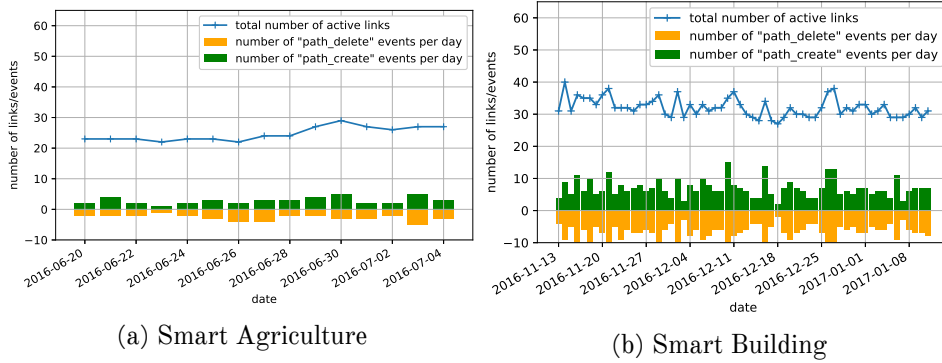 60
50
40
30
20
10
0
−10
number of links/events
total number of active links
number of "path_delete" events per day
number of "path_create" events per day
2016-06-20
2016-06-22
2016-06-24
2016-06-26
2016-06-28
2016-06-30
2016-07-02
2016-07-04
date
(a) Smart Agriculture
60
50
40
30
20
10
0
−10
number of links/events
total number of active links
number of "path_delete" events per day
number of "path_create" events per day
2016-11-13
2016-11-20
2016-11-27
2016-12-04
2016-12-11
2016-12-18
2016-12-25
2017-01-01
2017-01-08
date
(b) Smart Building